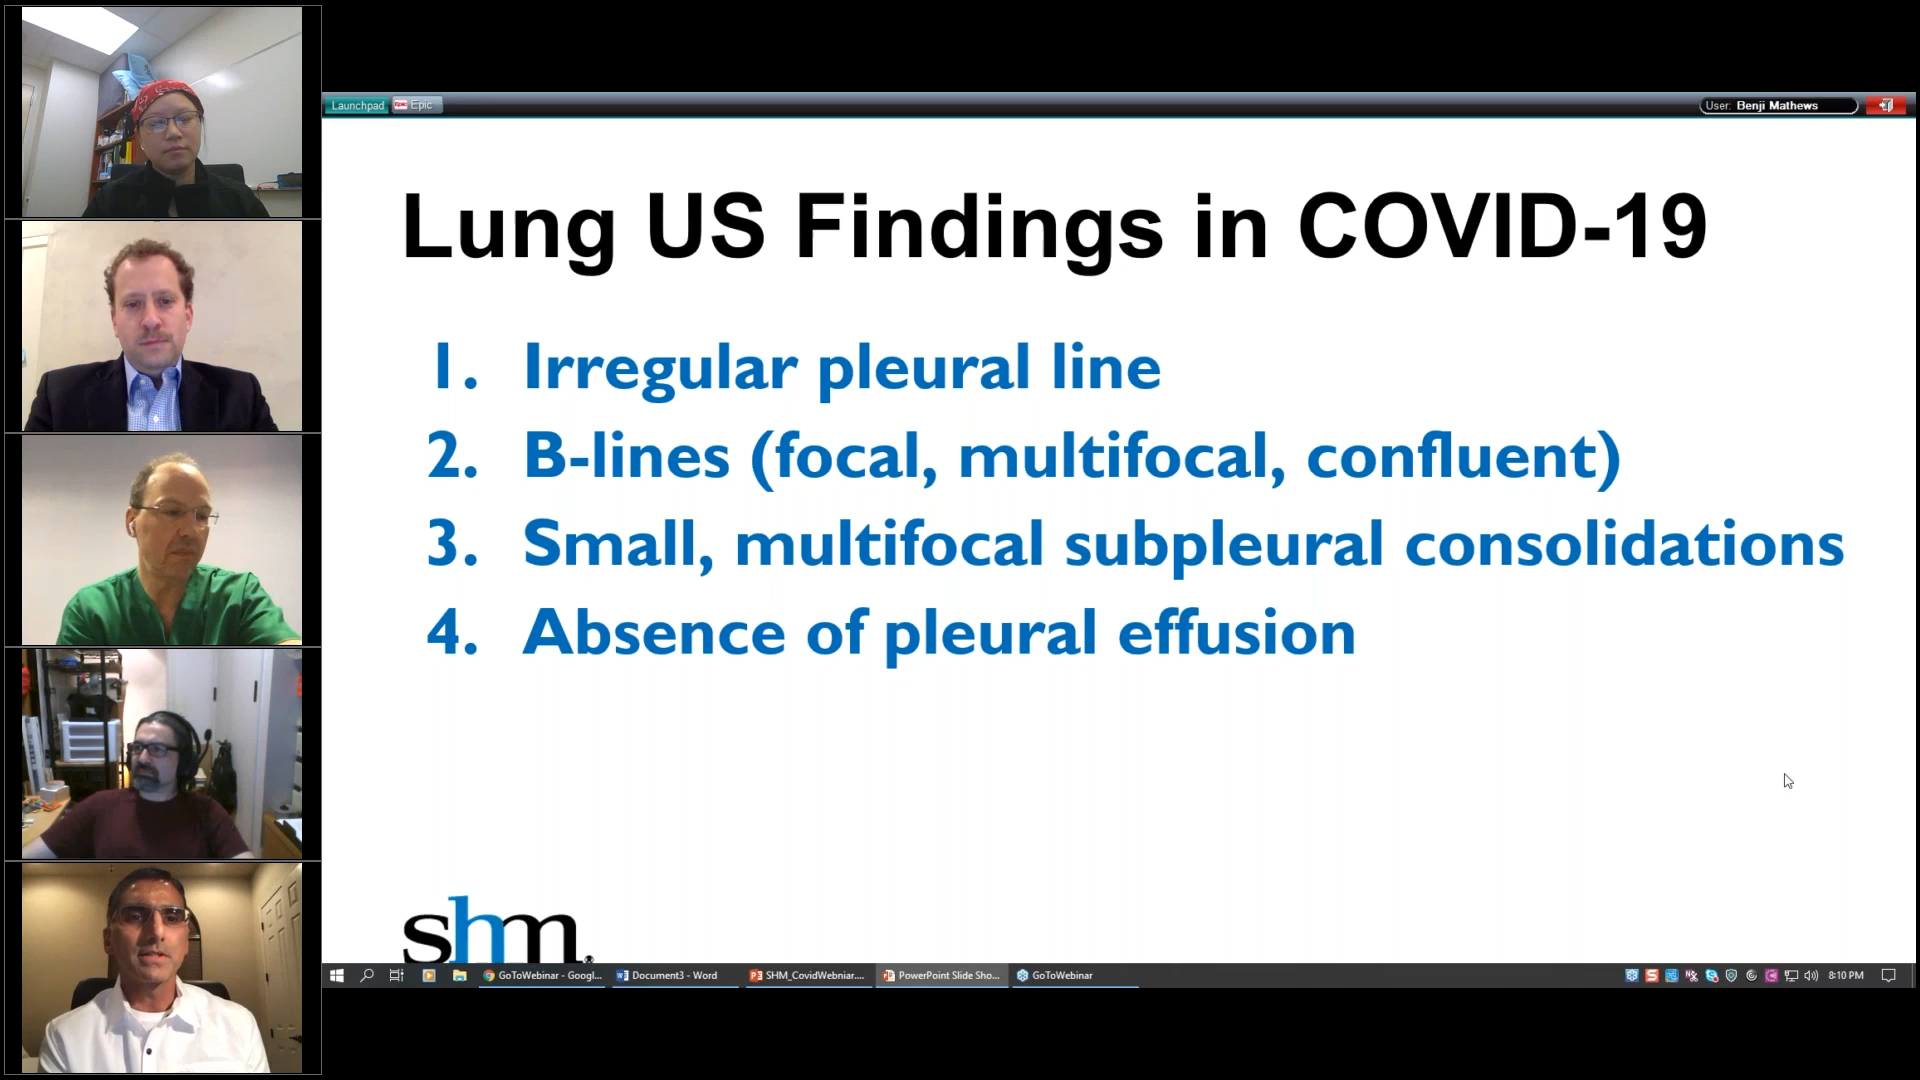 Launchpad Epic Epic User: Benji Mathews
Lung US Findings in COVID-19
1. Irregular pleural line
2. B-lines (focal, multifocal, confluent)
3. Small, multifocal subpleural consolidations
4. Absence of pleural effusion
shm
GoToWebinar - Googl... Document3 - Word SHM_CovidWebniar.... PowerPoint Slide Sho... GoToWebinar 8:10 PM